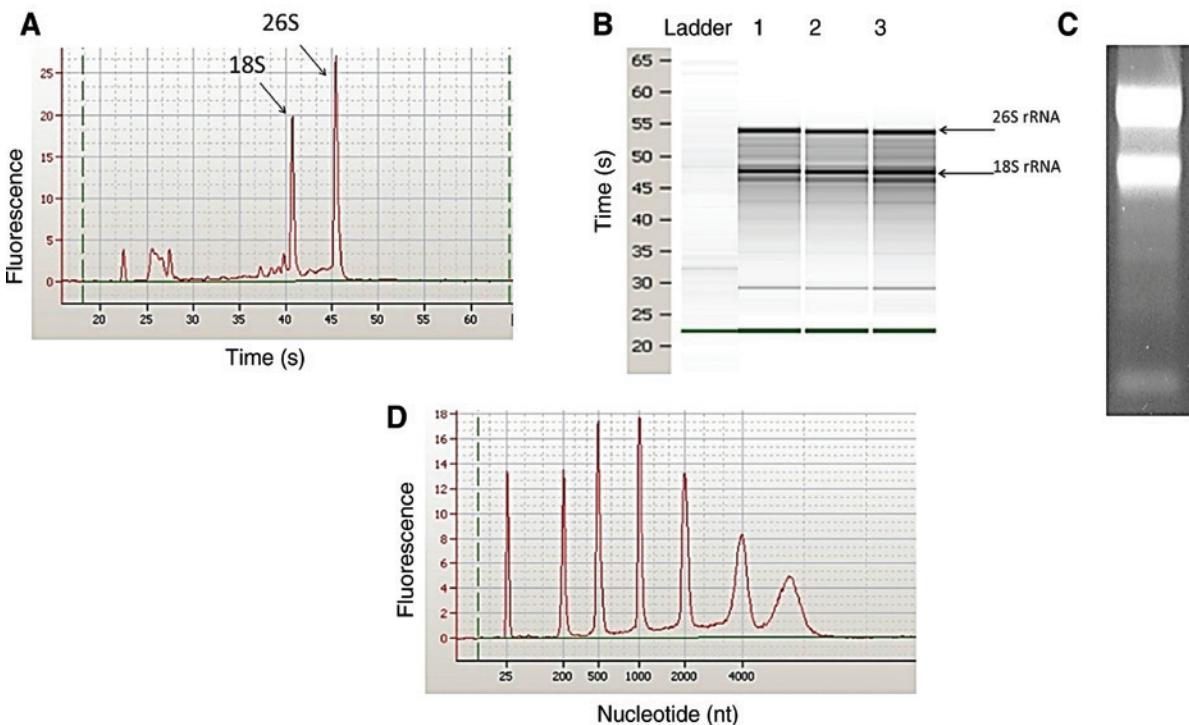 A
26S
18S
25
20
15
10
5
0
Fluorescence
20 25 30 35 40 45 50 55 60
Time (s)
B
Ladder 1 2 3
65
60
55
50
45
40
35
30
25
20
Time (s)
26S rRNA
18S rRNA
C
D
18
16
14
12
10
8
6
4
2
0
Fluorescence
25 200 500 1000 2000 4000
Nucleotide (nt)